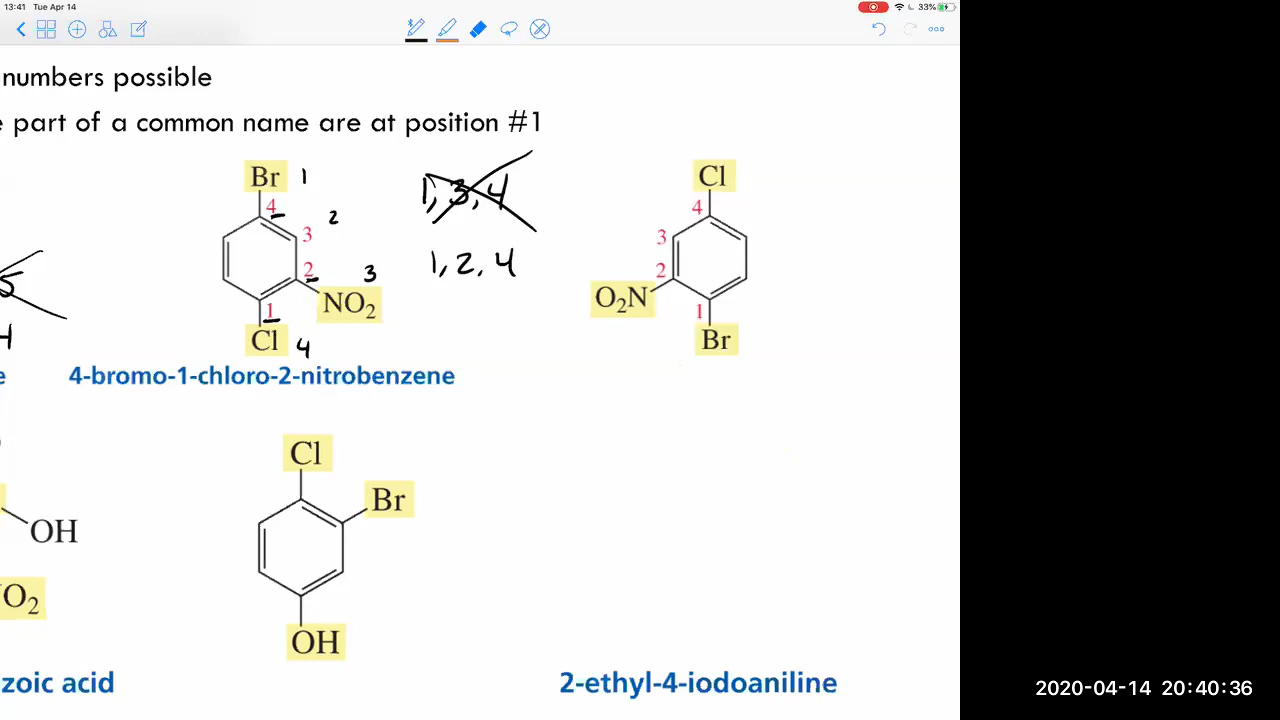 13:41 Tue Apr 14
33%
numbers possible
e part of a common name are at position #1
Br 1
4
2
3
2 3
NO2
1
Cl 4
1, 3, 4
1, 2, 4
Cl
4
3
2
O2N
1
Br
5
4
e
4-bromo-1-chloro-2-nitrobenzene
Cl
Br
OH
OH
O2
zoic acid
2-ethyl-4-iodoaniline
2020-04-14 20:40:36